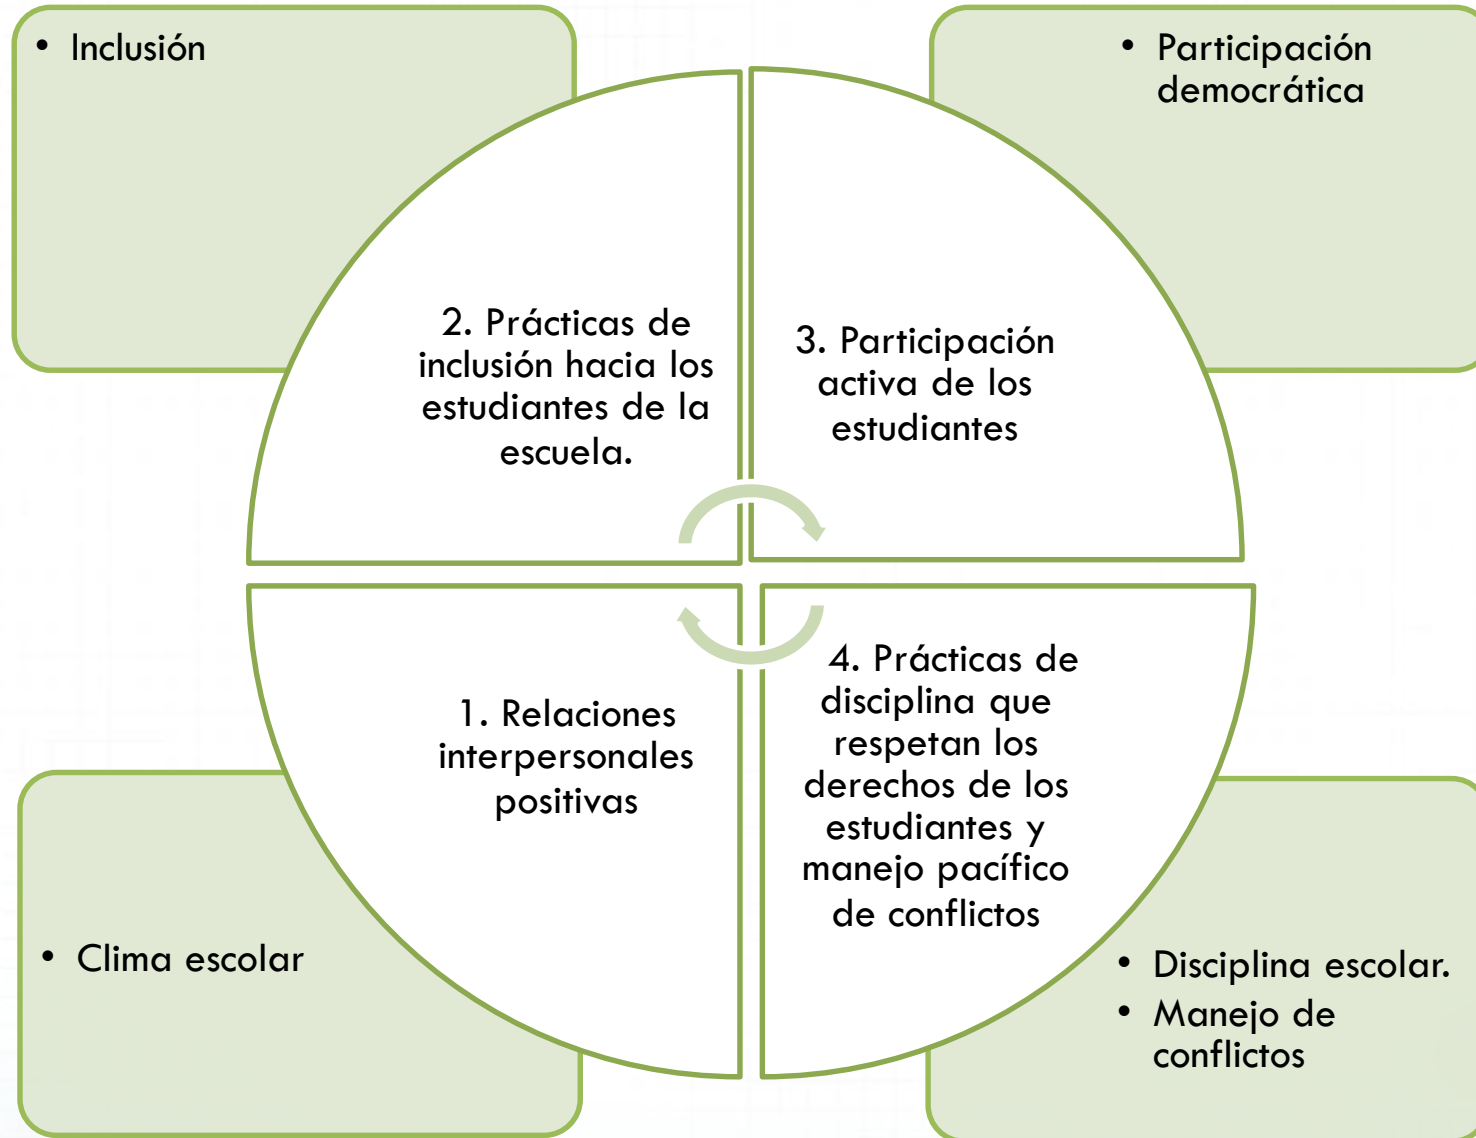 • Inclusión
• Participación
democrática
2. Prácticas de
inclusión hacia los
estudiantes de la
escuela.
3. Participación
activa de los
estudiantes
1. Relaciones
interpersonales
positivas
4. Prácticas de
disciplina que
respetan los
derechos de los
estudiantes y
manejo pacífico
de conflictos
• Clima escolar
• Disciplina escolar.
• Manejo de
conflictos